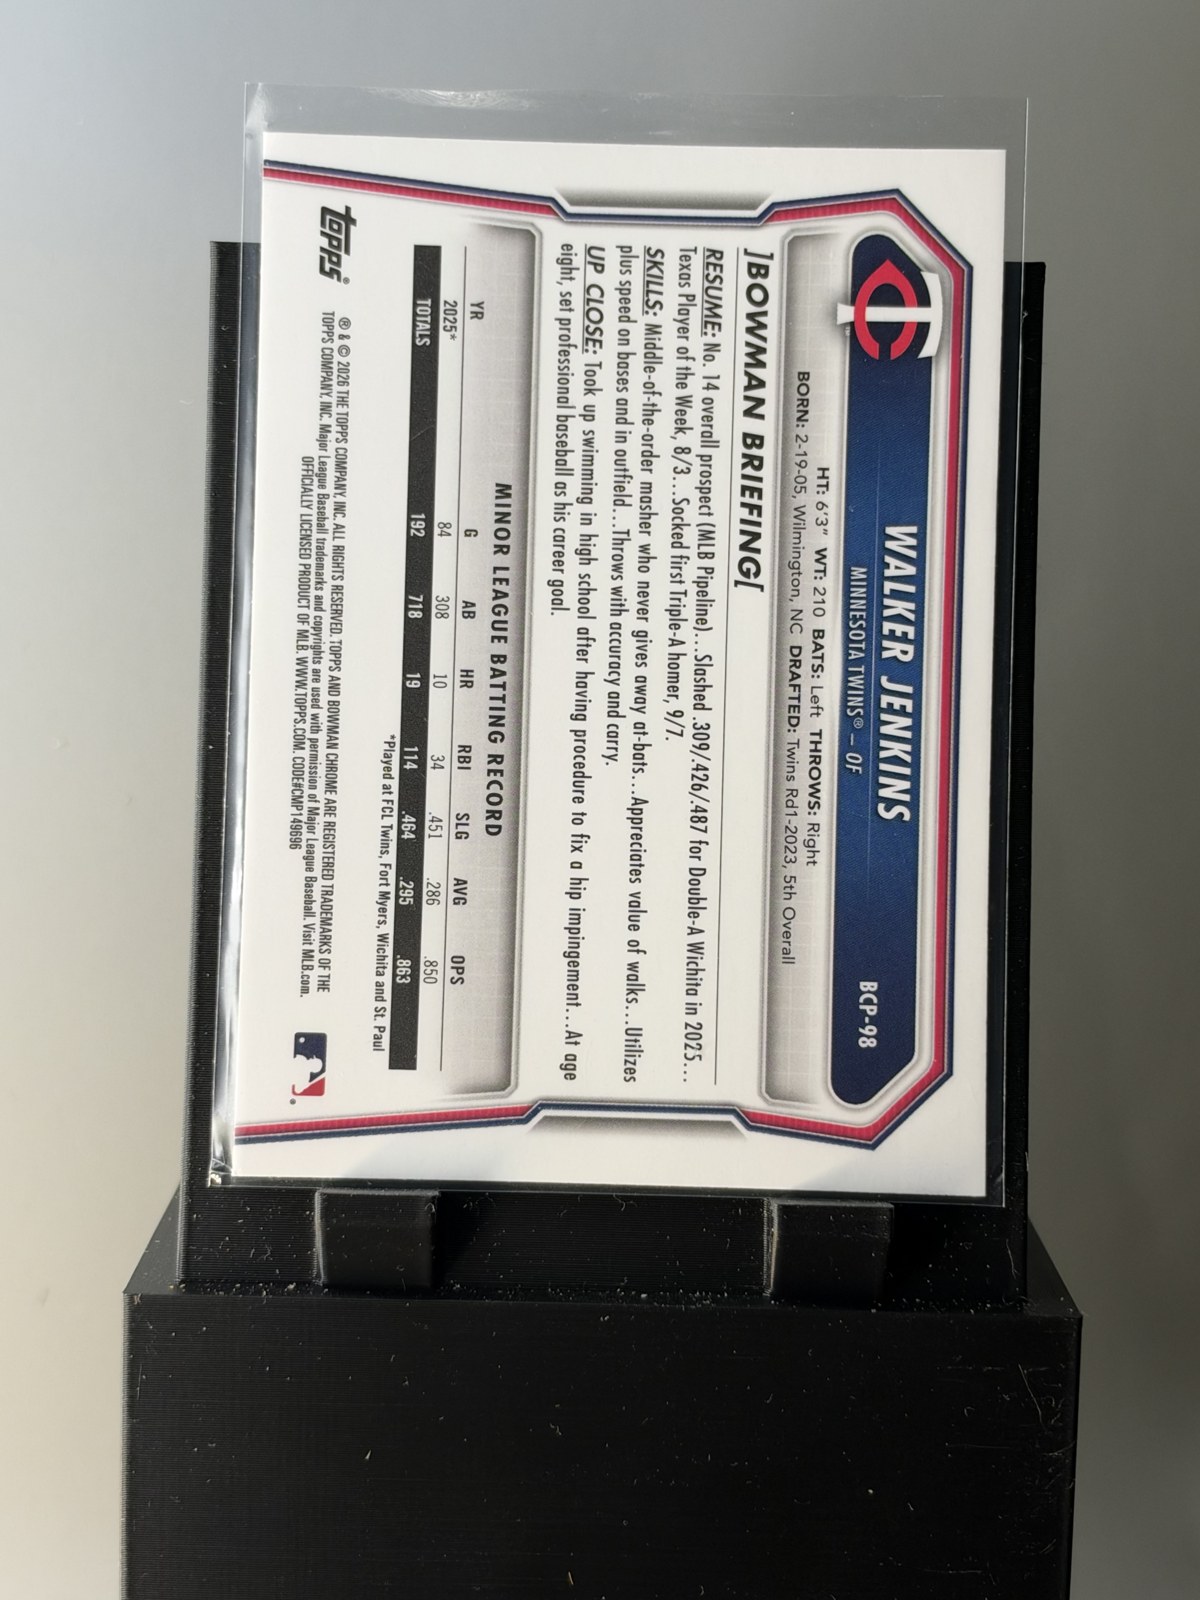 WALKER JENKINS
MINNESOTA TWINS® – OF
BCP-98
HT: 6'3" WT: 210 BATS: Left THROWS: Right
BORN: 2-19-05, Wilmington, NC DRAFTED: Twins Rd1-2023, 5th Overall
]BOWMAN BRIEFING[
RESUME: No. 14 overall prospect (MLB Pipeline)...Slashed .309/.426/.487 for Double-A Wichita in 2025...
Texas Player of the Week, 8/3...Socked first Triple-A homer, 9/7.
SKILLS: Middle-of-the-order masher who never gives away at-bats...Appreciates value of walks...Utilizes
plus speed on bases and in outfield...Throws with accuracy and carry.
UP CLOSE: Took up swimming in high school after having procedure to fix a hip impingement...At age
eight, set professional baseball as his career goal.
MINOR LEAGUE BATTING RECORD
YR G AB HR RBI SLG AVG OPS
2025* 84 308 10 34 .451 .286 .850
TOTALS 192 718 19 114 .464 .295 .863
*Played at FCL Twins, Fort Myers, Wichita and St. Paul
TOPPS®
® & © 2026 THE TOPPS COMPANY, INC. ALL RIGHTS RESERVED. TOPPS AND BOWMAN CHROME ARE REGISTERED TRADEMARKS OF THE
TOPPS COMPANY, INC. Major League Baseball trademarks and copyrights are used with permission of Major League Baseball. Visit MLB.com.
OFFICIALLY LICENSED PRODUCT OF MLB. WWW.TOPPS.COM. CODE#CMP149696